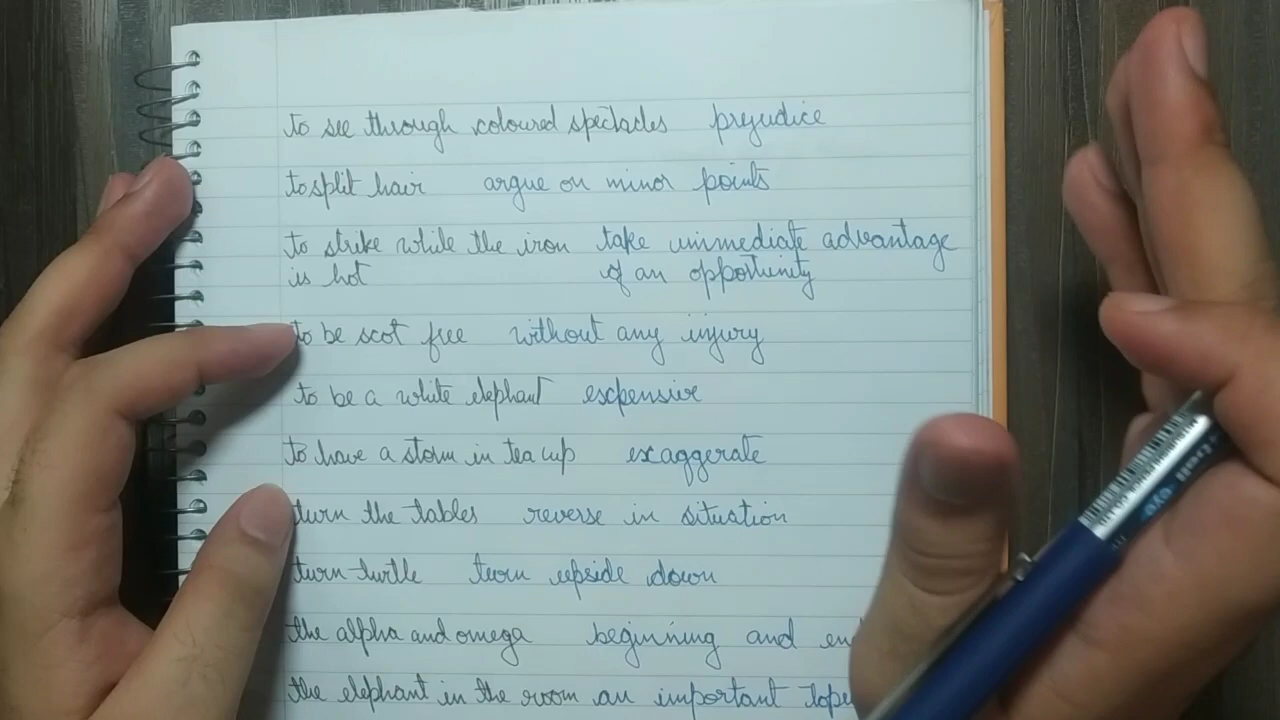 to see through coloured spectacles prejudice
to split hair argue on minor points
to strike while the iron take immediate advantage
is hot of an opportunity
to be scot free without any injury
to be a white elephant expensive
to have a storm in tea cup exaggerate
turn the tables reverse in situation
turn turtle turn upside down
the alpha and omega beginning and
the elephant in the room an important